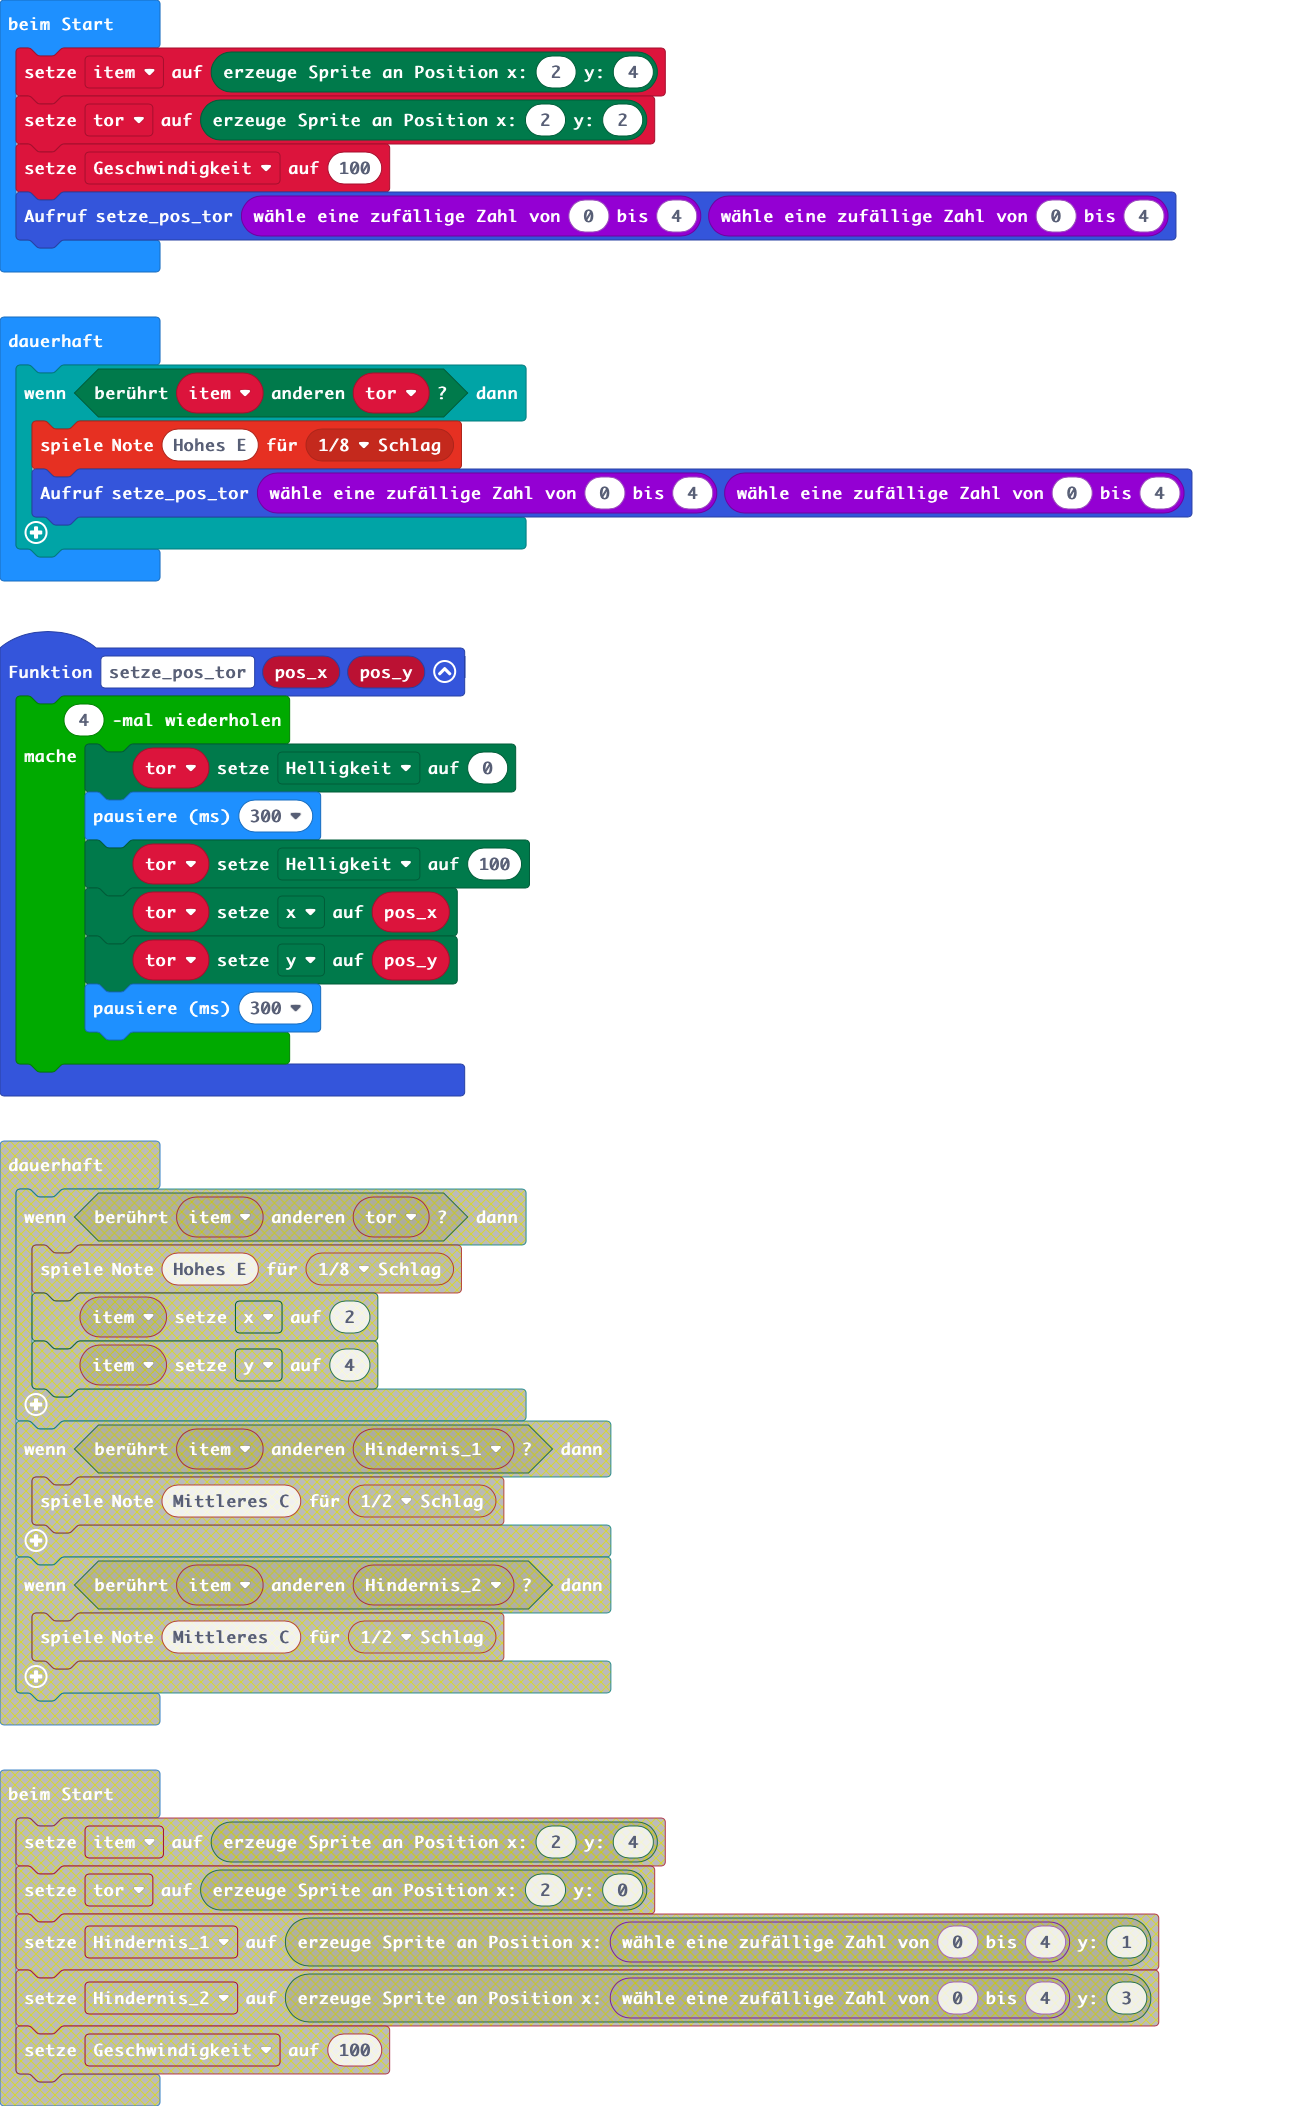 beim Start
setze item auf erzeuge Sprite an Position x: 2 y: 4
setze tor auf erzeuge Sprite an Position x: 2 y: 2
setze Geschwindigkeit auf 100
Aufruf setze_pos_tor wähle eine zufällige Zahl von 0 bis 4 wähle eine zufällige Zahl von 0 bis 4
dauerhaft
wenn berührt item anderen tor ? dann
spiele Note Hohes E für 1/8 Schlag
Aufruf setze_pos_tor wähle eine zufällige Zahl von 0 bis 4 wähle eine zufällige Zahl von 0 bis 4
Funktion setze_pos_tor pos_x pos_y
4 -mal wiederholen
mache
tor setze Helligkeit auf 0
pausiere (ms) 300
tor setze Helligkeit auf 100
tor setze x auf pos_x
tor setze y auf pos_y
pausiere (ms) 300
dauerhaft
wenn berührt item anderen tor ? dann
spiele Note Hohes E für 1/8 Schlag
item setze x auf 2
item setze y auf 4
wenn berührt item anderen Hindernis_1 ? dann
spiele Note Mittleres C für 1/2 Schlag
wenn berührt item anderen Hindernis_2 ? dann
spiele Note Mittleres C für 1/2 Schlag
beim Start
setze item auf erzeuge Sprite an Position x: 2 y: 4
setze tor auf erzeuge Sprite an Position x: 2 y: 0
setze Hindernis_1 auf erzeuge Sprite an Position x: wähle eine zufällige Zahl von 0 bis 4 y: 1
setze Hindernis_2 auf erzeuge Sprite an Position x: wähle eine zufällige Zahl von 0 bis 4 y: 3
setze Geschwindigkeit auf 100